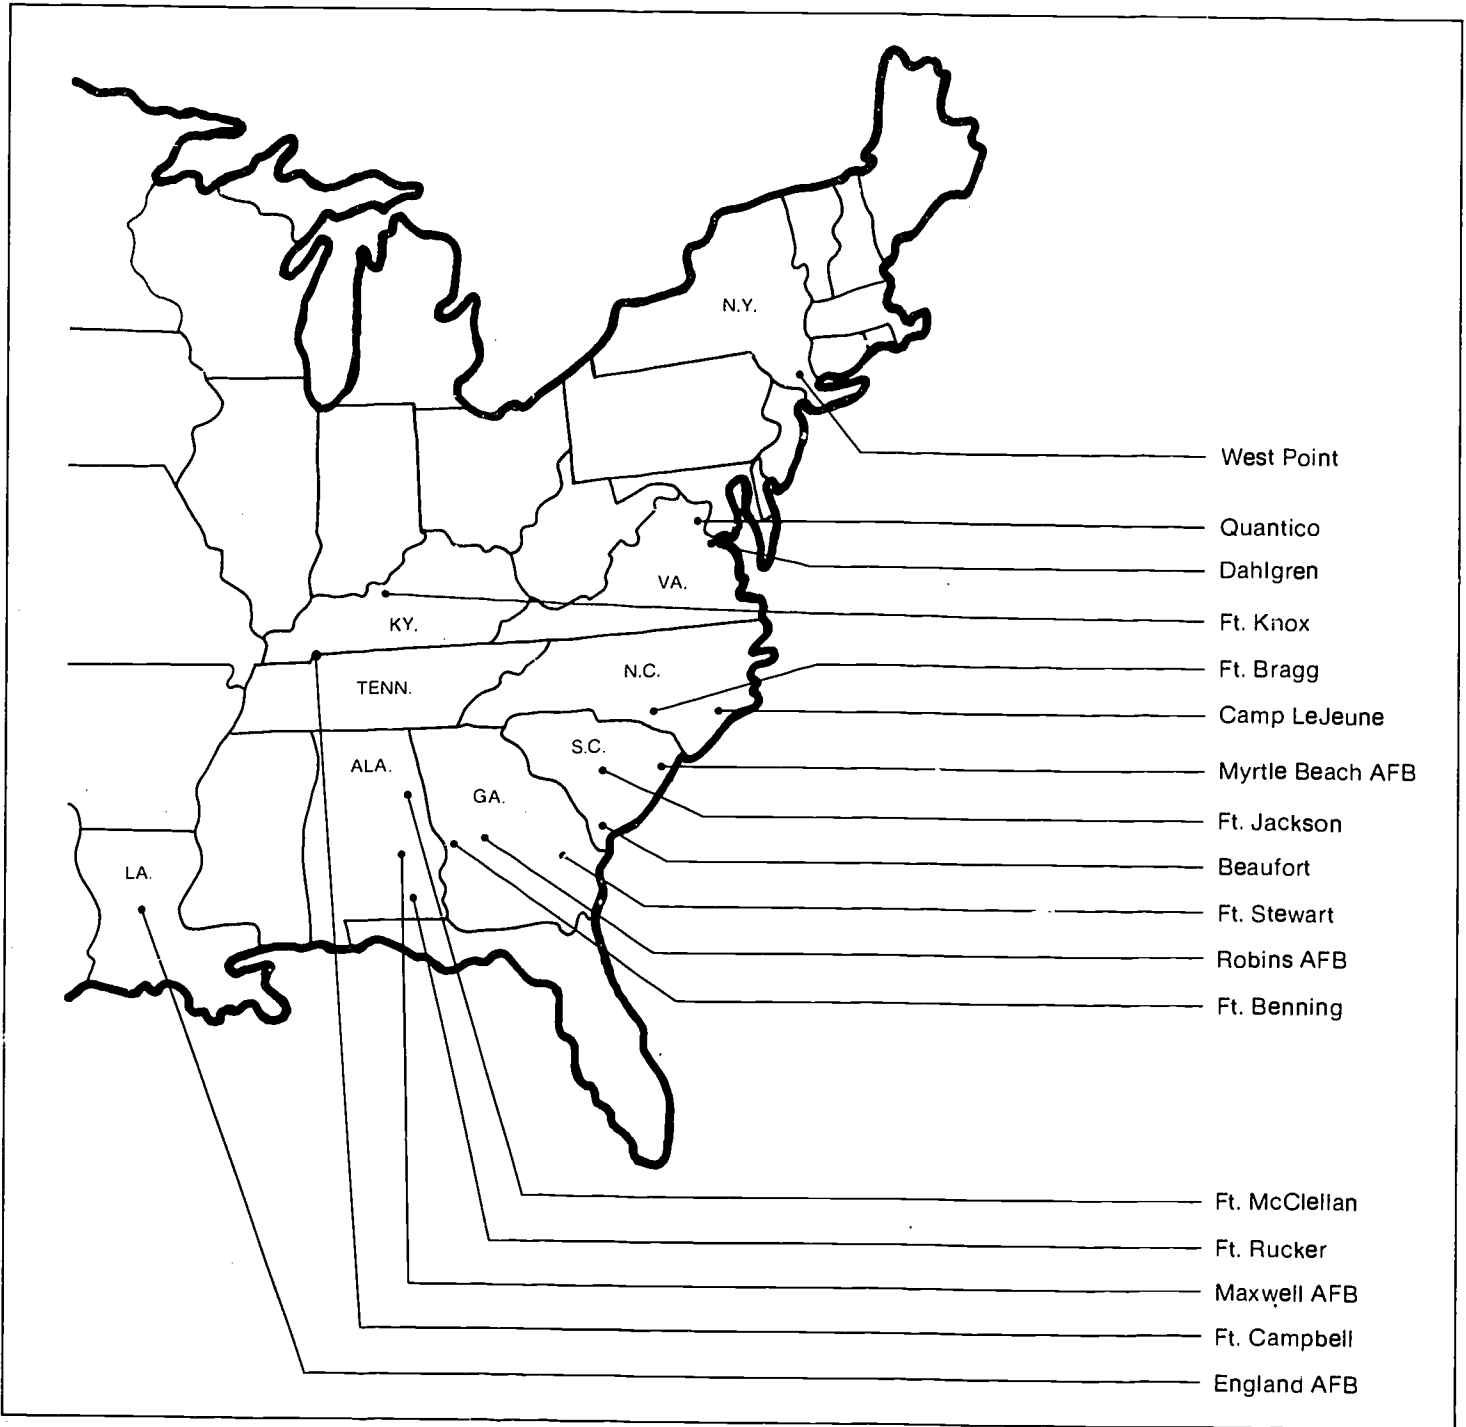 N.Y.
West Point
Quantico
Dahlgren
VA.
Ft. Knox
KY.
Ft. Bragg
N.C.
TENN.
Camp LeJeune
S.C.
ALA.
Myrtle Beach AFB
GA.
Ft. Jackson
Beaufort
LA.
Ft. Stewart
Robins AFB
Ft. Benning
Ft. McClellan
Ft. Rucker
Maxwell AFB
Ft. Campbell
England AFB